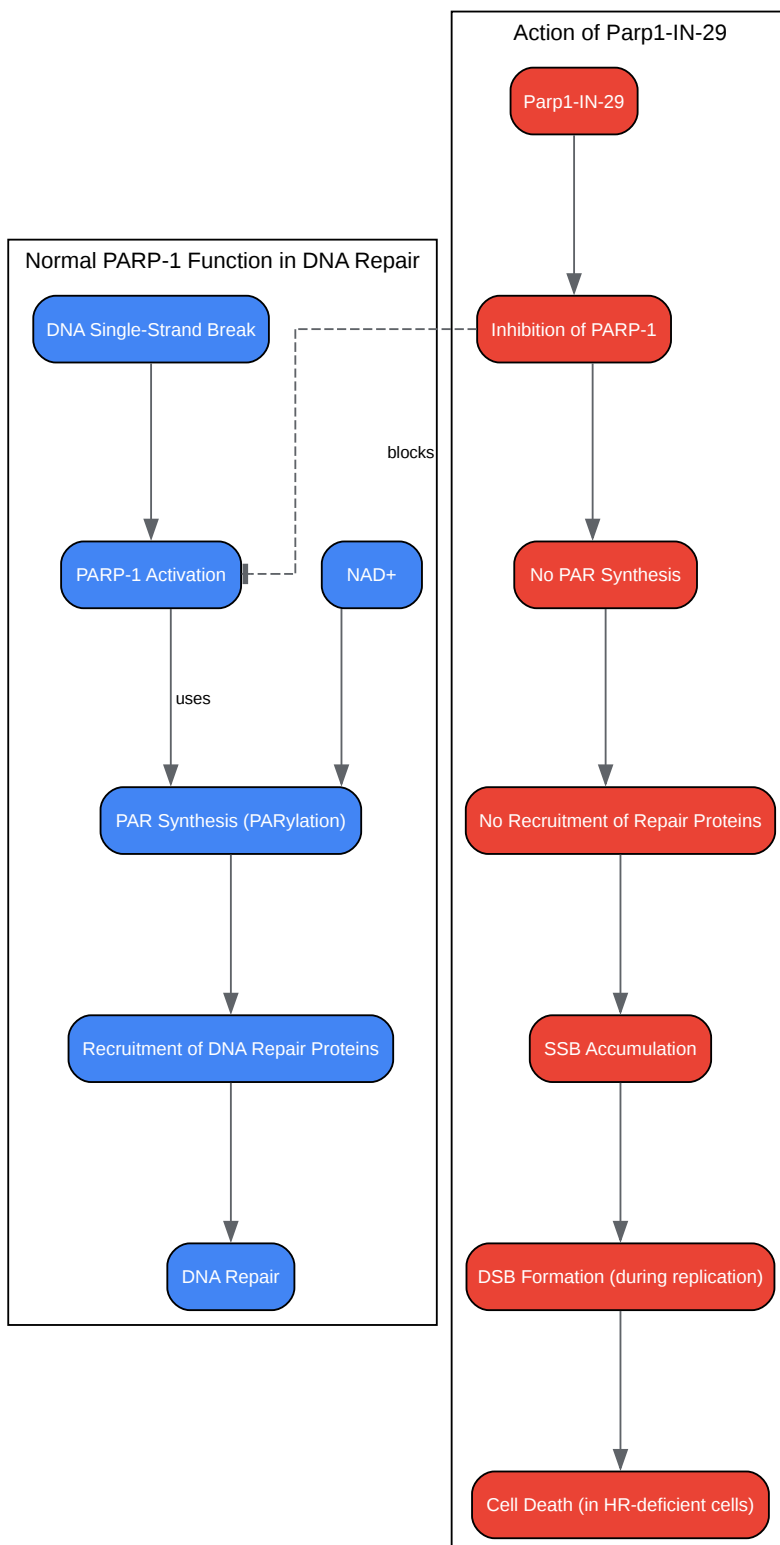 Action of Parp1-IN-29
Parp1-IN-29
Normal PARP-1 Function in DNA Repair
DNA Single-Strand Break
Inhibition of PARP-1
blocks
PARP-1 Activation
NAD+
No PAR Synthesis
uses
PAR Synthesis (PARylation)
No Recruitment of Repair Proteins
Recruitment of DNA Repair Proteins
SSB Accumulation
DNA Repair
DSB Formation (during replication)
Cell Death (in HR-deficient cells)